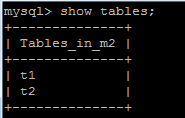 mysql> show tables;
+--------------+
| Tables_in_m2 |
+--------------+
| t1           |
| t2           |
+--------------+